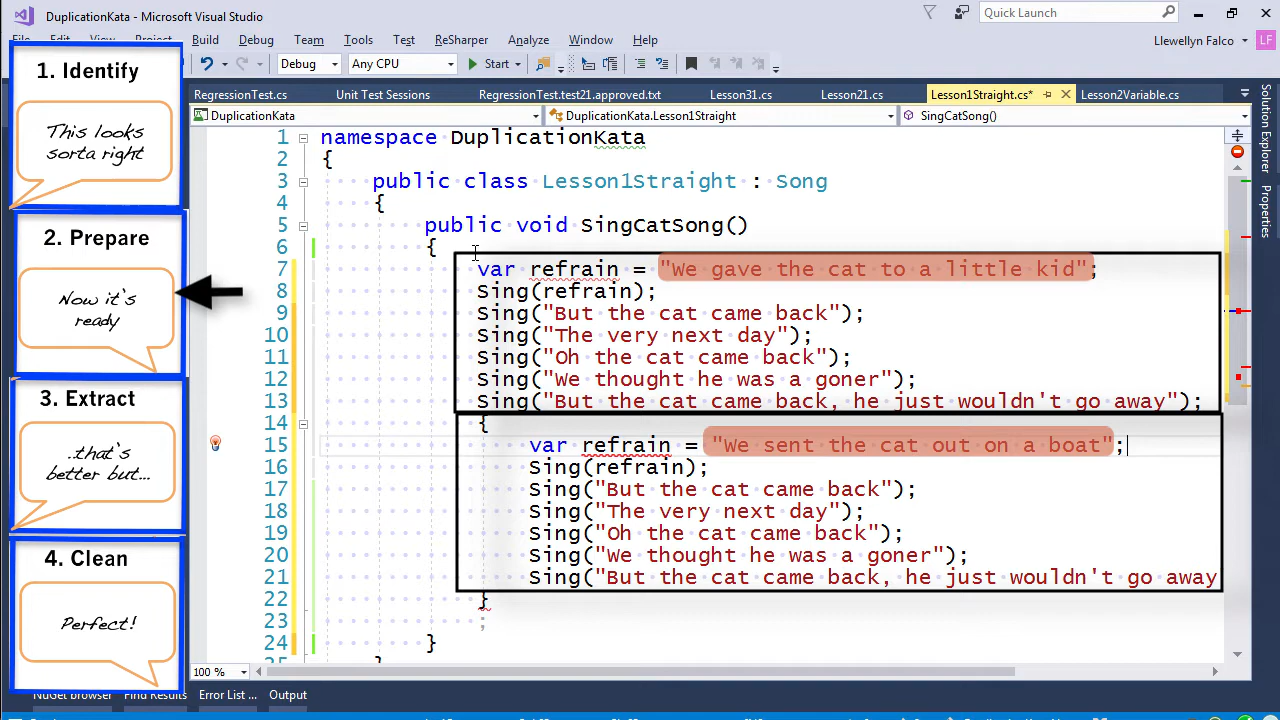 DuplicationKata - Microsoft Visual Studio
Quick Launch
File Edit View Project Build Debug Team Tools Test ReSharper Analyze Window Help
Llewellyn Falco
LF
Debug
Any CPU
Start
RegressionTest.cs
Unit Test Sessions
RegressionTest.test21.approved.txt
Lesson31.cs
Lesson21.cs
Lesson1Straight.cs*
Lesson2Variable.cs
DuplicationKata
DuplicationKata.Lesson1Straight
SingCatSong()
Solution Explorer
Properties
1. Identify
This looks
sorta right
2. Prepare
Now it's
ready
3. Extract
..that's
better but...
4. Clean
Perfect!
1 namespace DuplicationKata
2 {
3 public class Lesson1Straight : Song
4 {
5 public void SingCatSong()
6 {
7 var refrain = "We gave the cat to a little kid";
8 Sing(refrain);
9 Sing("But the cat came back");
10 Sing("The very next day");
11 Sing("Oh the cat came back");
12 Sing("We thought he was a goner");
13 Sing("But the cat came back, he just wouldn't go away");
14 {
15 var refrain = "We sent the cat out on a boat";
16 Sing(refrain);
17 Sing("But the cat came back");
18 Sing("The very next day");
19 Sing("Oh the cat came back");
20 Sing("We thought he was a goner");
21 Sing("But the cat came back, he just wouldn't go away
22 }
23 ;
24 }
100 %
NuGet browser
Find Results
Error List ...
Output